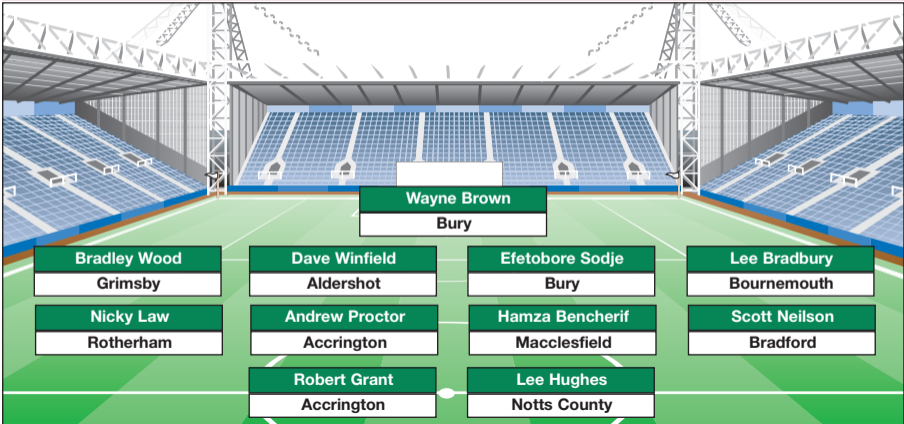 Wayne Brown
Bury
Bradley Wood
Grimsby
Dave Winfield
Aldershot
Efetobore Sodje
Bury
Lee Bradbury
Bournemouth
Nicky Law
Rotherham
Andrew Proctor
Accrington
Hamza Bencherif
Macclesfield
Scott Neilson
Bradford
Robert Grant
Accrington
Lee Hughes
Notts County